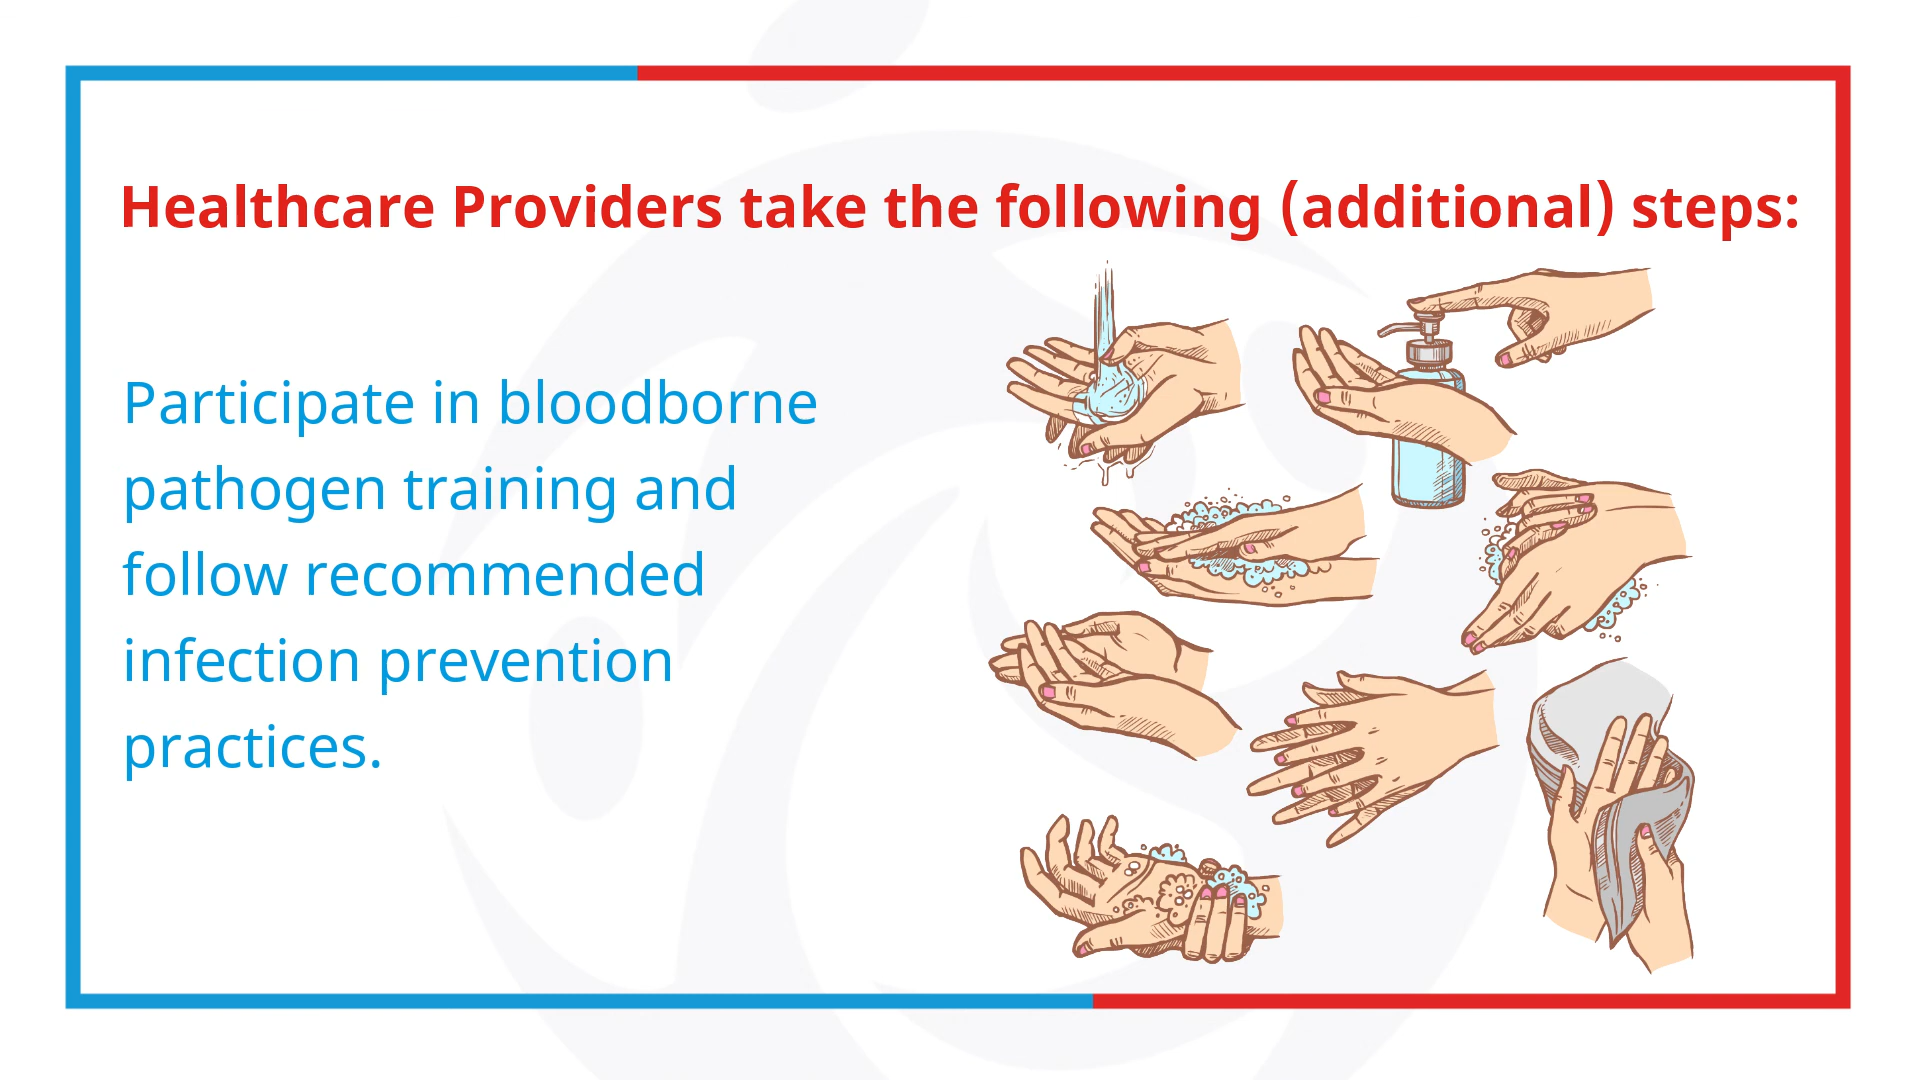 Healthcare Providers take the following (additional) steps:
Participate in bloodborne
pathogen training and
follow recommended
infection prevention
practices.